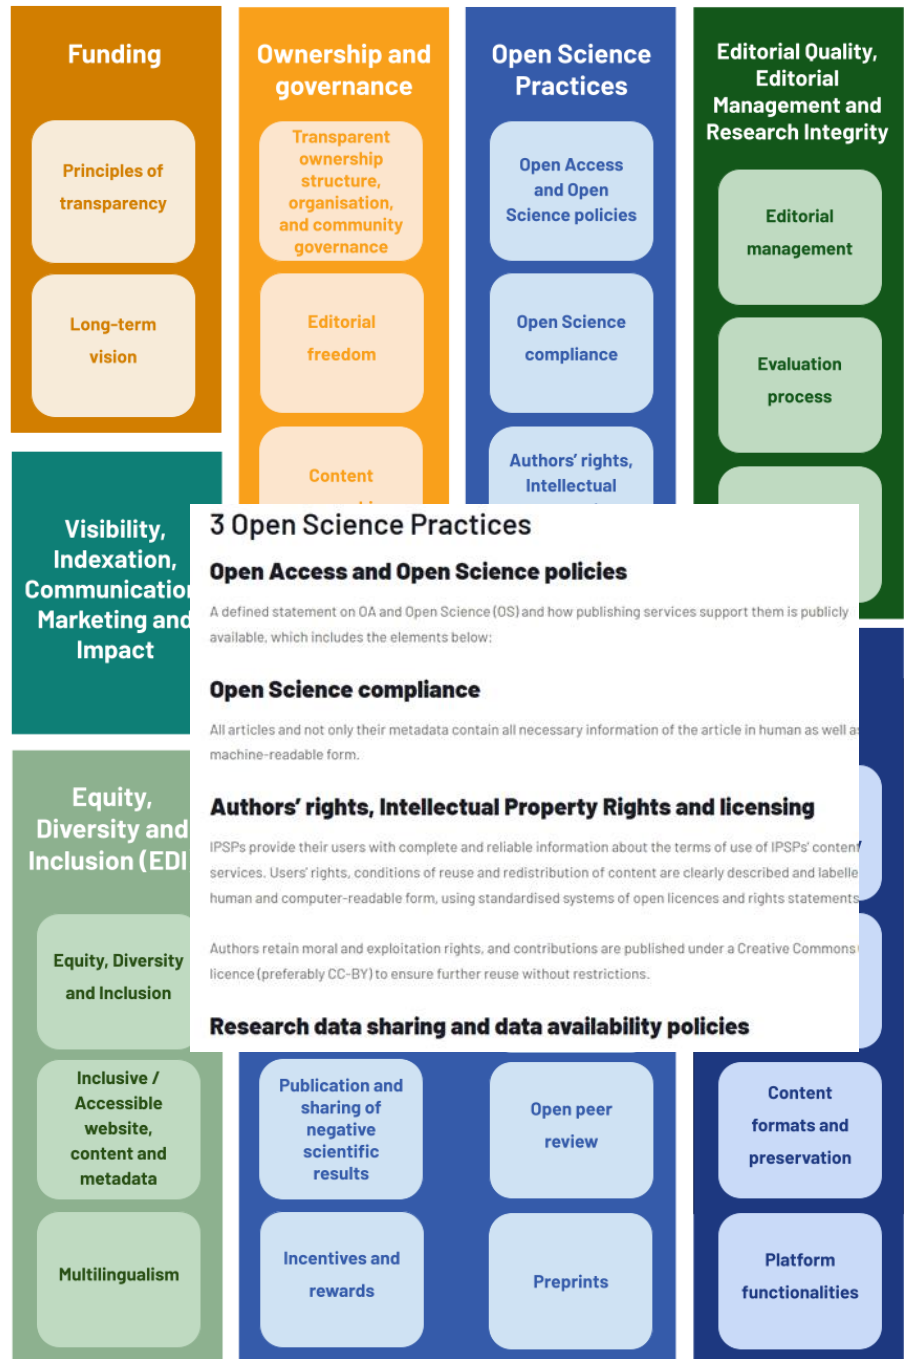 Funding
Principles of
transparency
Long-term
vision
Ownership and
governance
Transparent
ownership
structure,
organisation,
and community
governance
Editorial
freedom
Content
Open Science
Practices
Open Access
and Open
Science policies
Open Science
compliance
Authors' rights,
Intellectual
Editorial Quality,
Editorial
Management and
Research Integrity
Editorial
management
Evaluation
process
Visibility,
Indexation,
Communication
Marketing and
Impact
3 Open Science Practices
Open Access and Open Science policies
A defined statement on OA and Open Science (OS) and how publishing services support them is publicly
available, which includes the elements below:
Open Science compliance
All articles and not only their metadata contain all necessary information of the article in human as well as
machine-readable form.
Authors' rights, Intellectual Property Rights and licensing
IPSPs provide their users with complete and reliable information about the terms of use of IPSPs' content
services. Users' rights, conditions of reuse and redistribution of content are clearly described and labelle
human and computer-readable form, using standardised systems of open licences and rights statements
Authors retain moral and exploitation rights, and contributions are published under a Creative Commons
licence (preferably CC-BY) to ensure further reuse without restrictions.
Research data sharing and data availability policies
Equity,
Diversity and
Inclusion (EDI
Equity, Diversity
and Inclusion
Inclusive /
Accessible
website,
content and
metadata
Multilingualism
Publication and
sharing of
negative
scientific
results
Incentives and
rewards
Open peer
review
Preprints
Content
formats and
preservation
Platform
functionalities